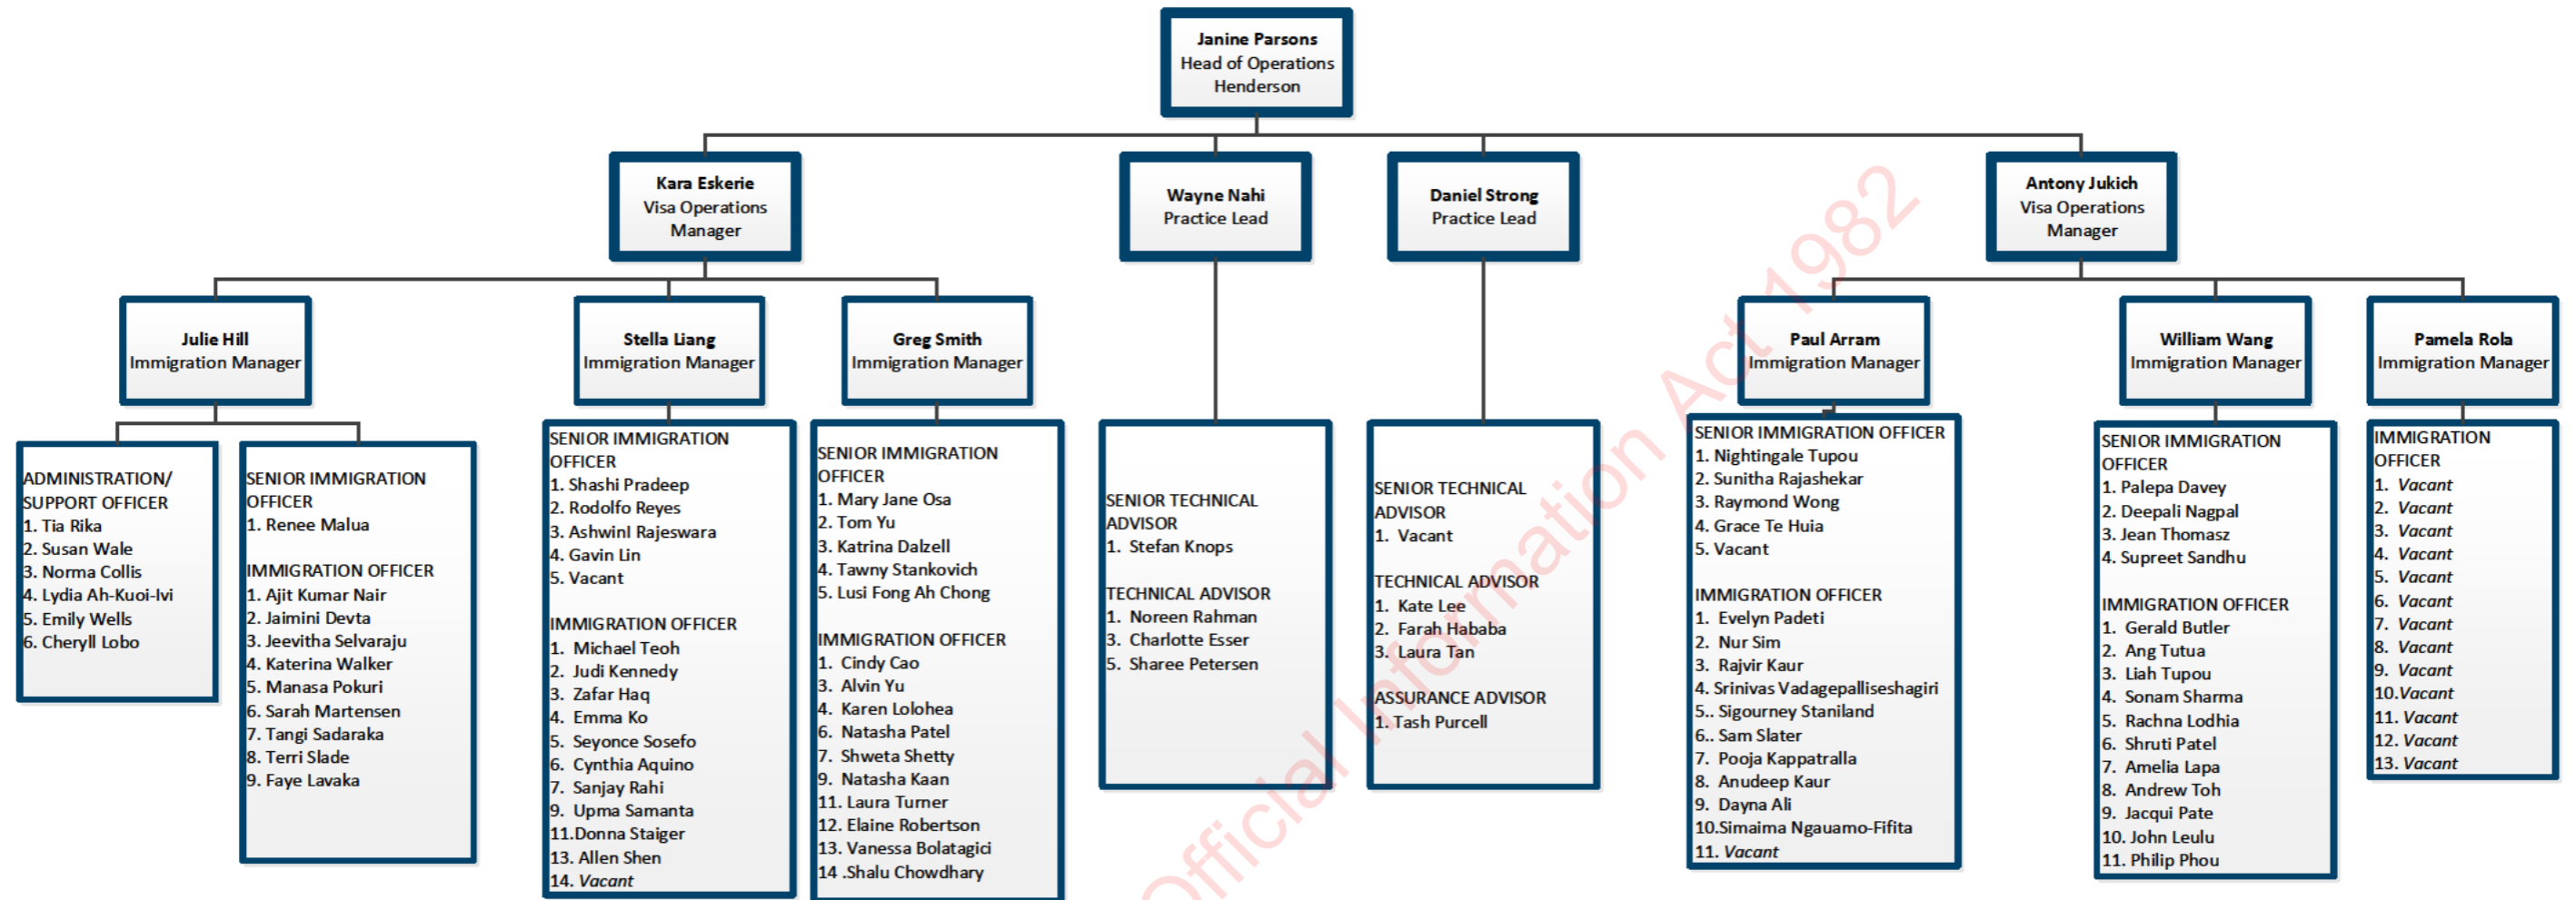 Janine Parsons
Head of Operations
Henderson
Kara Eskerie
Visa Operations
Manager
Wayne Nahi
Practice Lead
Daniel Strong
Practice Lead
Antony Jukich
Visa Operations
Manager
Julie Hill
Immigration Manager
Stella Liang
Immigration Manager
Greg Smith
Immigration Manager
Paul Arram
Immigration Manager
William Wang
Immigration Manager
Pamela Rola
Immigration Manager
ADMINISTRATION/
SUPPORT OFFICER
1. Tia Rika
2. Susan Wale
3. Norma Collis
4. Lydia Ah-Kuoi-Ivi
5. Emily Wells
6. Cheryll Lobo
SENIOR IMMIGRATION
OFFICER
1. Renee Malua
IMMIGRATION OFFICER
1. Ajit Kumar Nair
2. Jaimini Devta
3. Jeevitha Selvaraju
4. Katerina Walker
5. Manasa Pokuri
6. Sarah Martensen
7. Tangi Sadaraka
8. Terri Slade
9. Faye Lavaka
SENIOR IMMIGRATION
OFFICER
1. Shashi Pradeep
2. Rodolfo Reyes
3. AshwinI Rajeswara
4. Gavin Lin
5. Vacant
IMMIGRATION OFFICER
1. Michael Teoh
2. Judi Kennedy
3. Zafar Haq
4. Emma Ko
5. Seyonce Sosefo
6. Cynthia Aquino
7. Sanjay Rahi
9. Upma Samanta
11.Donna Staiger
13. Allen Shen
14. Vacant
SENIOR IMMIGRATION
OFFICER
1. Mary Jane Osa
2. Tom Yu
3. Katrina Dalzell
4. Tawny Stankovich
5. Lusi Fong Ah Chong
IMMIGRATION OFFICER
1. Cindy Cao
3. Alvin Yu
4. Karen Lolohea
6. Natasha Patel
7. Shweta Shetty
9. Natasha Kaan
11. Laura Turner
12. Elaine Robertson
13. Vanessa Bolatagici
14 .Shalu Chowdhary
SENIOR TECHNICAL
ADVISOR
1. Stefan Knops
TECHNICAL ADVISOR
1. Noreen Rahman
3. Charlotte Esser
5. Sharee Petersen
SENIOR TECHNICAL
ADVISOR
1. Vacant
TECHNICAL ADVISOR
1. Kate Lee
2. Farah Hababa
3. Laura Tan
ASSURANCE ADVISOR
1. Tash Purcell
SENIOR IMMIGRATION OFFICER
1. Nightingale Tupou
2. Sunitha Rajashekar
3. Raymond Wong
4. Grace Te Huia
5. Vacant
IMMIGRATION OFFICER
1. Evelyn Padeti
2. Nur Sim
3. Rajvir Kaur
4. Srinivas Vadagepalliseshagiri
5.. Sigourney Staniland
6.. Sam Slater
7. Pooja Kappatralla
8. Anudeep Kaur
9. Dayna Ali
10.Simaima Ngauamo-Fifita
11. Vacant
SENIOR IMMIGRATION
OFFICER
1. Palepa Davey
2. Deepali Nagpal
3. Jean Thomasz
4. Supreet Sandhu
IMMIGRATION OFFICER
1. Gerald Butler
2. Ang Tutua
3. Liah Tupou
4. Sonam Sharma
5. Rachna Lodhia
6. Shruti Patel
7. Amelia Lapa
8. Andrew Toh
9. Jacqui Pate
10. John Leulu
11. Philip Phou
IMMIGRATION
OFFICER
1. Vacant
2. Vacant
3. Vacant
4. Vacant
5. Vacant
6. Vacant
7. Vacant
8. Vacant
9. Vacant
10.Vacant
11. Vacant
12. Vacant
13. Vacant
Official Information Act 1982